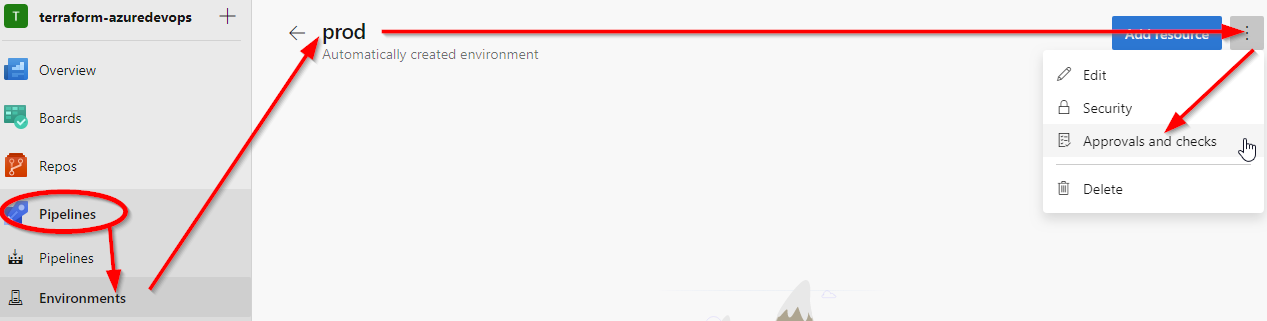 T terraform-azuredevops +
Overview
Boards
Repos
Pipelines
Pipelines
Environments
prod
Automatically created environment
Add resource
Edit
Security
Approvals and checks
Delete